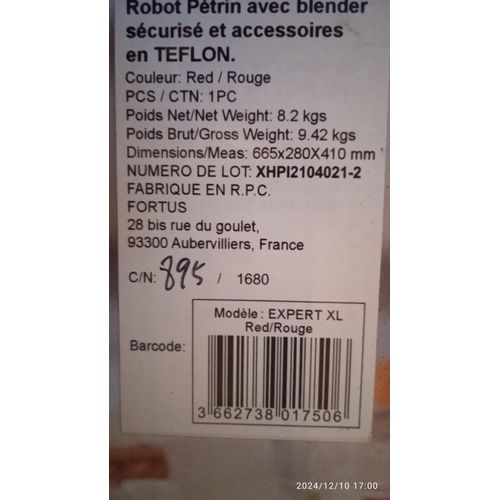 Robot Pétrin avec blender
sécurisé et accessoires
en TEFLON.
Couleur: Red / Rouge
PCS / CTN: 1PC
Poids Net/Net Weight: 8.2 kgs
Poids Brut/Gross Weight: 9.42 kgs
Dimensions/Meas: 665x280X410 mm
NUMERO DE LOT: XHPI2104021-2
FABRIQUE EN R.P.C.
FORTUS
28 bis rue du goulet,
93300 Aubervilliers, France
C/N: 895 / 1680
Modèle : EXPERT XL
Red/Rouge
Barcode:
3 662738 017506
2024/12/10 17:00